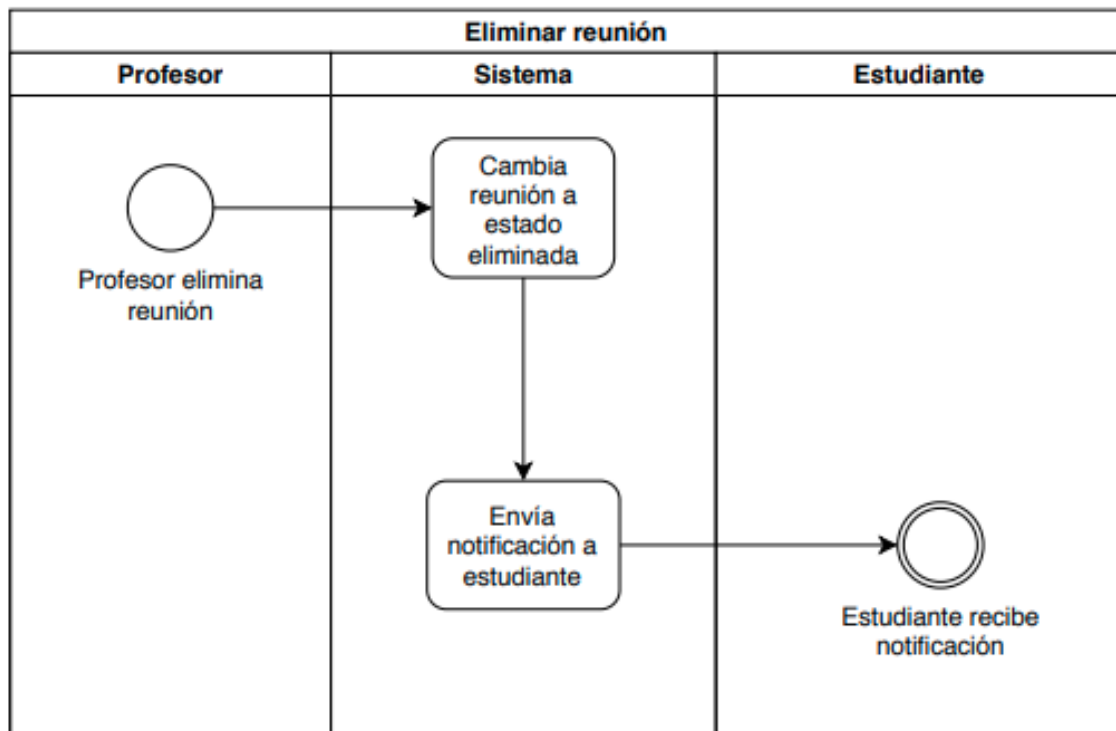 Eliminar reunión
Profesor
Sistema
Estudiante
Cambia
reunión a
estado
eliminada
Profesor elimina
reunión
Envía
notificación a
estudiante
Estudiante recibe
notificación